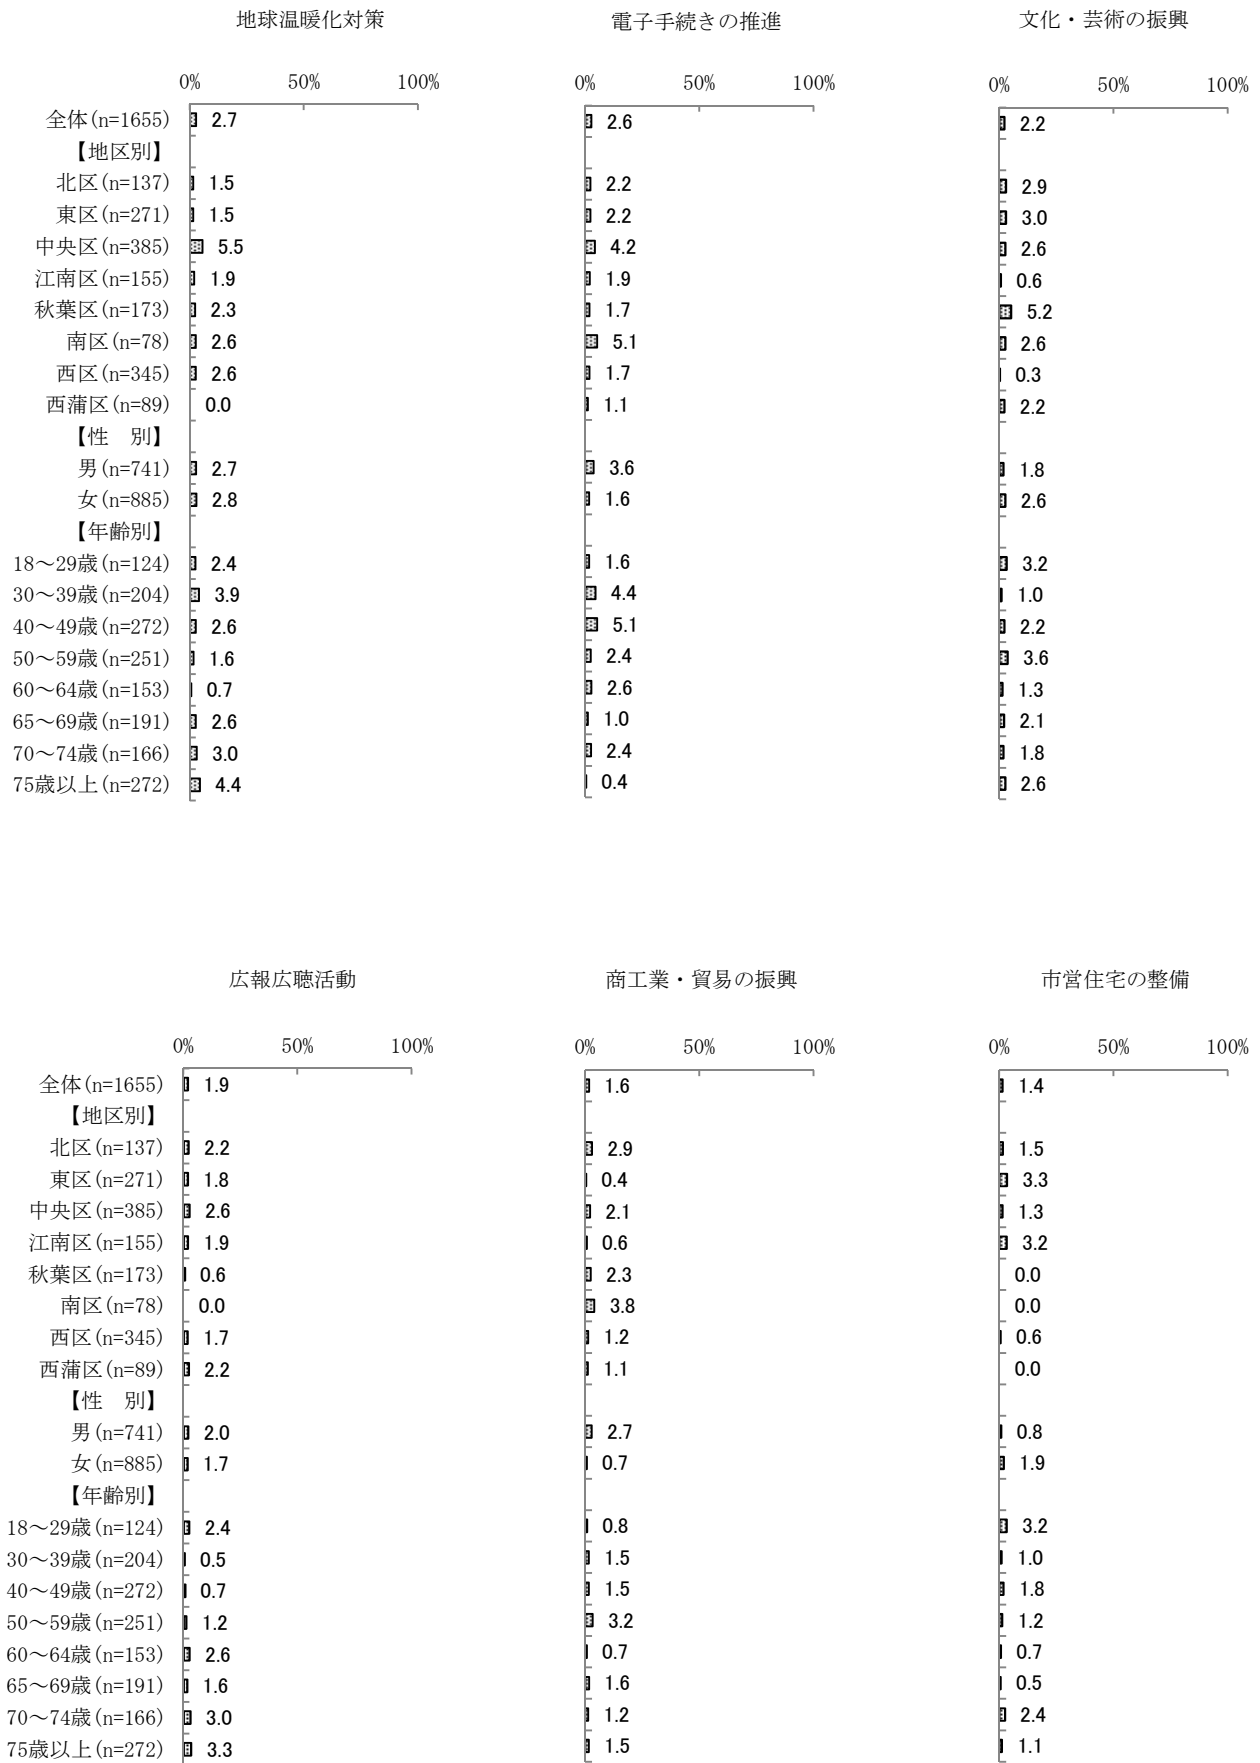 地球温暖化対策 電子手続きの推進 文化・芸術の振興
0% 50% 100% 0% 50% 100% 0% 50% 100%
全体(n=1655) 2.7 2.6 2.2
【地区別】
北区(n=137) 1.5 2.2 2.9
東区(n=271) 1.5 2.2 3.0
中央区(n=385) 5.5 4.2 2.6
江南区(n=155) 1.9 1.9 0.6
秋葉区(n=173) 2.3 1.7 5.2
南区(n=78) 2.6 5.1 2.6
西区(n=345) 2.6 1.7 0.3
西蒲区(n=89) 0.0 1.1 2.2
【性　別】
男(n=741) 2.7 3.6 1.8
女(n=885) 2.8 1.6 2.6
【年齢別】
18～29歳(n=124) 2.4 1.6 3.2
30～39歳(n=204) 3.9 4.4 1.0
40～49歳(n=272) 2.6 5.1 2.2
50～59歳(n=251) 1.6 2.4 3.6
60～64歳(n=153) 0.7 2.6 1.3
65～69歳(n=191) 2.6 1.0 2.1
70～74歳(n=166) 3.0 2.4 1.8
75歳以上(n=272) 4.4 0.4 2.6
広報広聴活動 商工業・貿易の振興 市営住宅の整備
0% 50% 100% 0% 50% 100% 0% 50% 100%
全体(n=1655) 1.9 1.6 1.4
【地区別】
北区(n=137) 2.2 2.9 1.5
東区(n=271) 1.8 0.4 3.3
中央区(n=385) 2.6 2.1 1.3
江南区(n=155) 1.9 0.6 3.2
秋葉区(n=173) 0.6 2.3 0.0
南区(n=78) 0.0 3.8 0.0
西区(n=345) 1.7 1.2 0.6
西蒲区(n=89) 2.2 1.1 0.0
【性　別】
男(n=741) 2.0 2.7 0.8
女(n=885) 1.7 0.7 1.9
【年齢別】
18～29歳(n=124) 2.4 0.8 3.2
30～39歳(n=204) 0.5 1.5 1.0
40～49歳(n=272) 0.7 1.5 1.8
50～59歳(n=251) 1.2 3.2 1.2
60～64歳(n=153) 2.6 0.7 0.7
65～69歳(n=191) 1.6 1.6 0.5
70～74歳(n=166) 3.0 1.2 2.4
75歳以上(n=272) 3.3 1.5 1.1